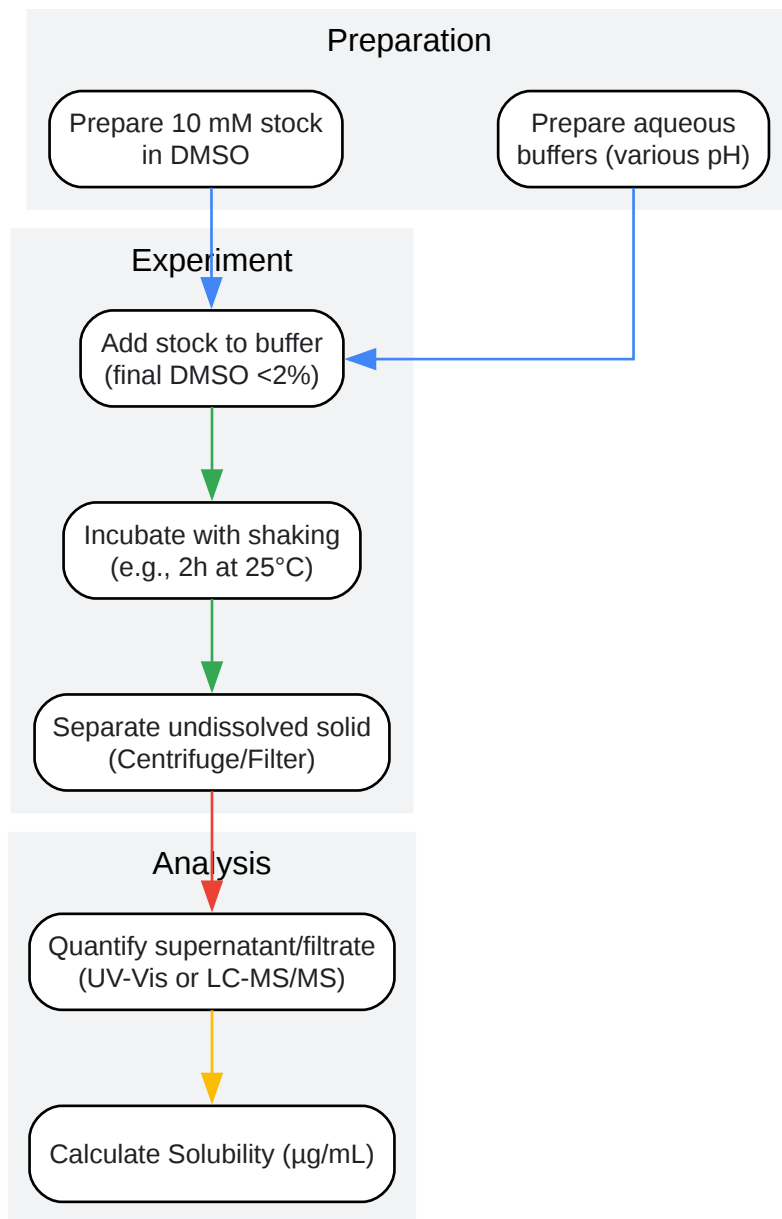 Preparation
Prepare 10 mM stock
in DMSO
Prepare aqueous
buffers (various pH)
Experiment
Add stock to buffer
(final DMSO <2%)
Incubate with shaking
(e.g., 2h at 25°C)
Separate undissolved solid
(Centrifuge/Filter)
Analysis
Quantify supernatant/filtrate
(UV-Vis or LC-MS/MS)
Calculate Solubility (µg/mL)